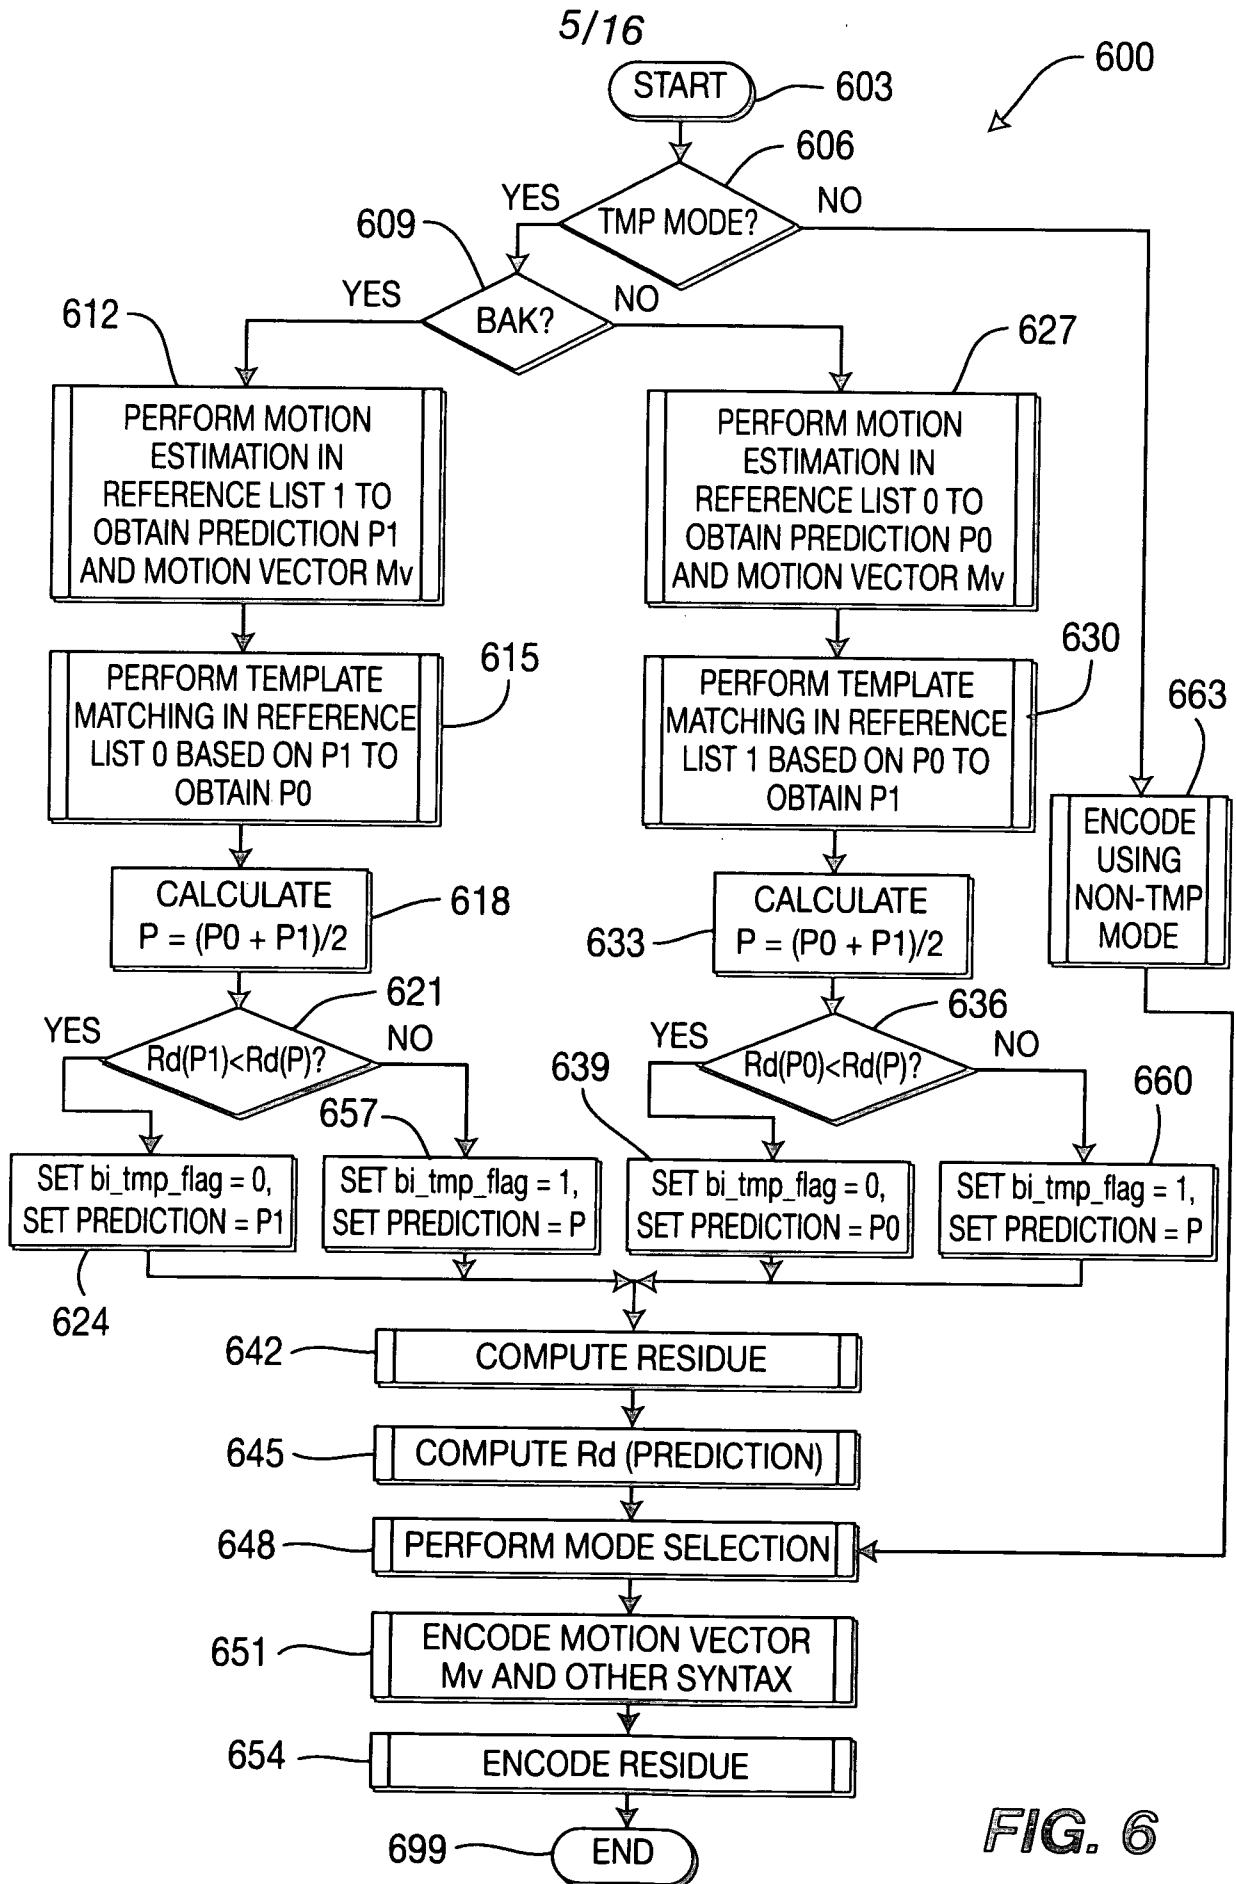 5/16
600
START
603
606
YES
TMP MODE?
NO
609
YES
BAK?
NO
612
627
PERFORM MOTION
ESTIMATION IN
REFERENCE LIST 1 TO
OBTAIN PREDICTION P1
AND MOTION VECTOR Mv
PERFORM MOTION
ESTIMATION IN
REFERENCE LIST 0 TO
OBTAIN PREDICTION P0
AND MOTION VECTOR Mv
615
630
663
PERFORM TEMPLATE
MATCHING IN REFERENCE
LIST 0 BASED ON P1 TO
OBTAIN P0
PERFORM TEMPLATE
MATCHING IN REFERENCE
LIST 1 BASED ON P0 TO
OBTAIN P1
ENCODE
USING
NON-TMP
MODE
CALCULATE
P = (P0 + P1)/2
618
633
CALCULATE
P = (P0 + P1)/2
621
636
YES
Rd(P1)<Rd(P)?
NO
YES
Rd(P0)<Rd(P)?
NO
657
639
660
SET bi_tmp_flag = 0,
SET PREDICTION = P1
SET bi_tmp_flag = 1,
SET PREDICTION = P
SET bi_tmp_flag = 0,
SET PREDICTION = P0
SET bi_tmp_flag = 1,
SET PREDICTION = P
624
642
COMPUTE RESIDUE
645
COMPUTE Rd (PREDICTION)
648
PERFORM MODE SELECTION
651
ENCODE MOTION VECTOR
Mv AND OTHER SYNTAX
654
ENCODE RESIDUE
699
END
FIG. 6